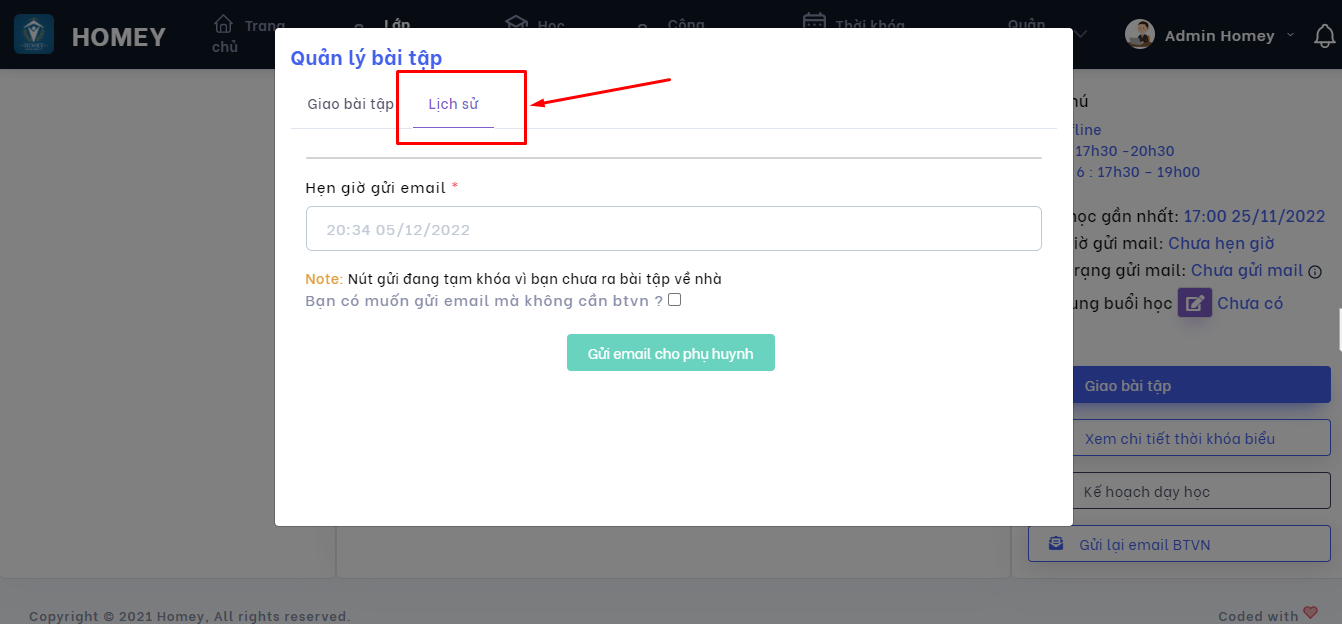 HOMEY
Trang chủ
Lớp
Học
Công
Thời khóa
Quản
Admin Homey
Quản lý bài tập
Giao bài tập
Lịch sử
Hẹn giờ gửi email *
20:34 05/12/2022
Note: Nút gửi đang tạm khóa vì bạn chưa ra bài tập về nhà
Bạn có muốn gửi email mà không cần btvn ?
Gửi email cho phụ huynh
17h30 -20h30
6 : 17h30 - 19h00
học gần nhất: 17:00 25/11/2022
giờ gửi mail: Chưa hẹn giờ
trạng gửi mail: Chưa gửi mail
ung buổi học Chưa có
Giao bài tập
Xem chi tiết thời khóa biểu
Kế hoạch dạy học
Gửi lại email BTVN
Copyright © 2021 Homey, All rights reserved.
Coded with